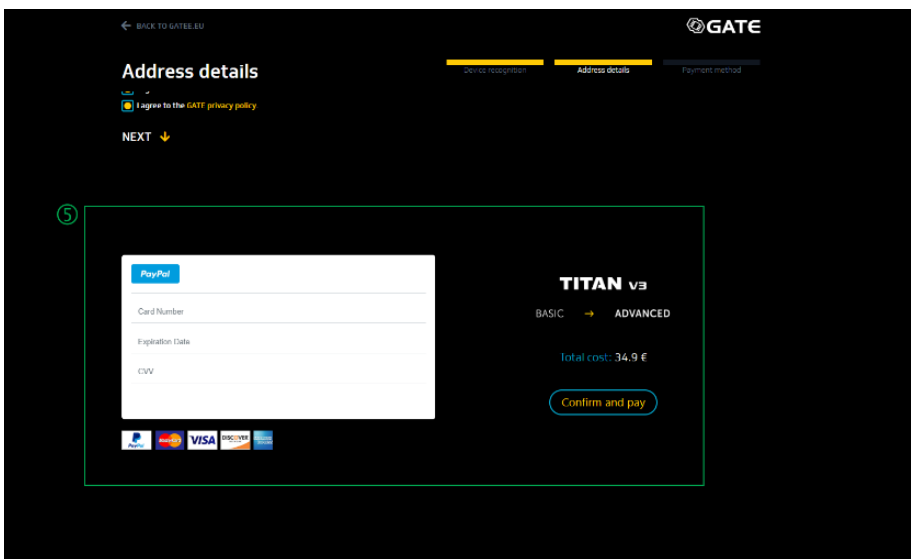 ← BACK TO GATEE.EU
GATE
Address details
Device recognition
Address details
Payment method
I agree to the GATE privacy policy
NEXT ↓
5
PayPal
Card Number
Expiration Date
CVV
TITAN V3
BASIC → ADVANCED
Total cost: 34.9 €
Confirm and pay
PayPal
MasterCard
VISA
DISCOVER